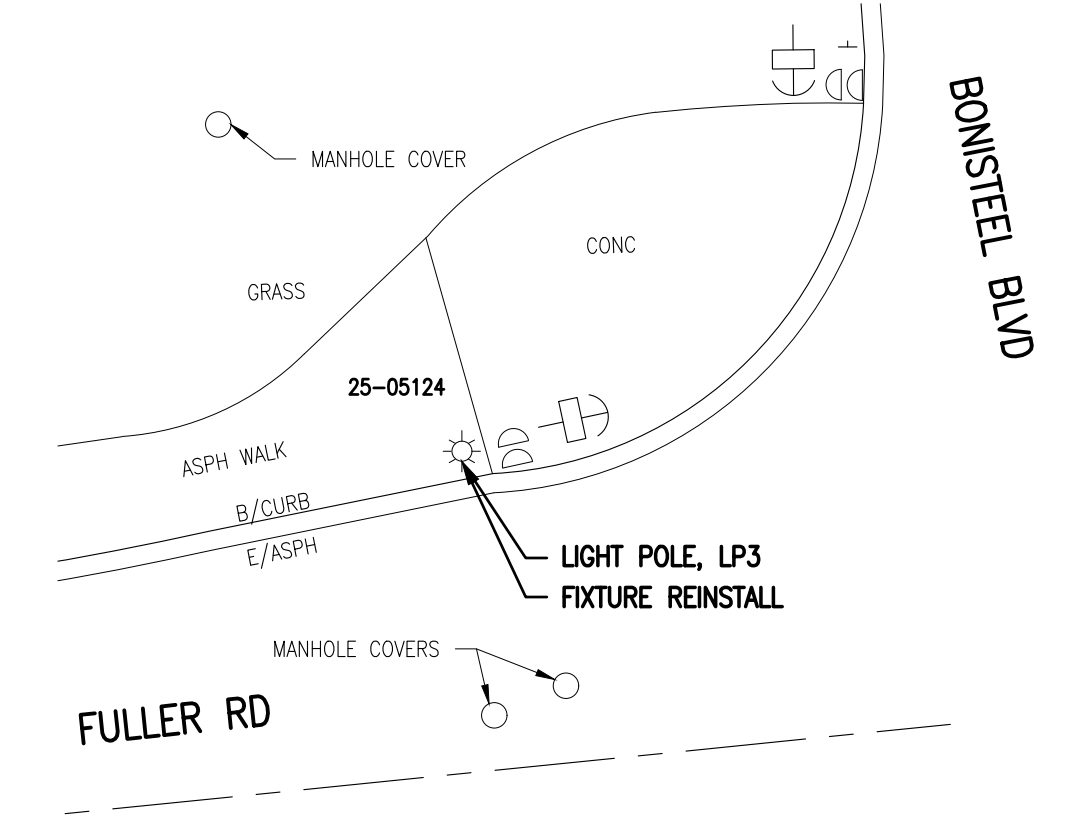 BONISTEEL BLVD
MANHOLE COVER
CONC
GRASS
25-05124
ASPH WALK
B/CURB
E/ASPH
LIGHT POLE, LP3
FIXTURE REINSTALL
MANHOLE COVERS
FULLER RD